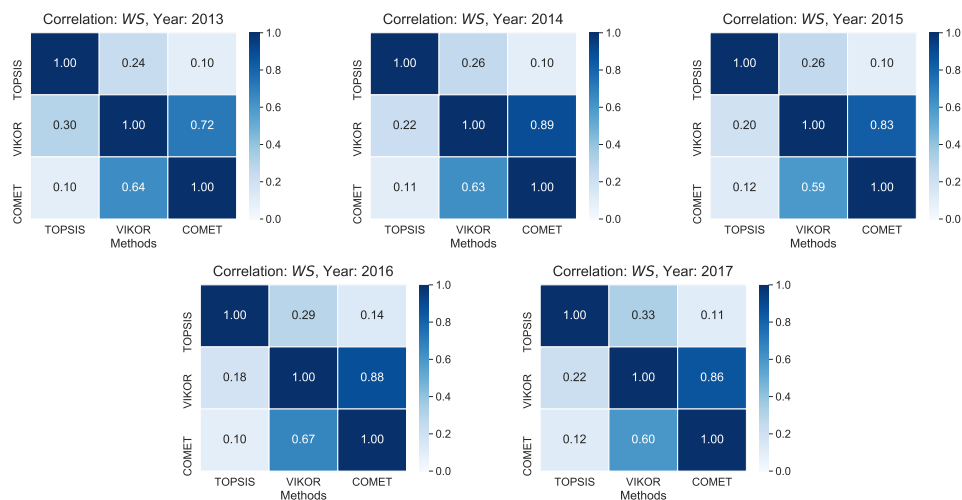 Correlation: WS, Year: 2013
TOPSIS 1.00 0.24 0.10
VIKOR 0.30 1.00 0.72
COMET 0.10 0.64 1.00
TOPSIS VIKOR COMET
Methods
1.0
0.8
0.6
0.4
0.2
0.0
Correlation: WS, Year: 2014
TOPSIS 1.00 0.26 0.10
VIKOR 0.22 1.00 0.89
COMET 0.11 0.63 1.00
TOPSIS VIKOR COMET
Methods
1.0
0.8
0.6
0.4
0.2
0.0
Correlation: WS, Year: 2015
TOPSIS 1.00 0.26 0.10
VIKOR 0.20 1.00 0.83
COMET 0.12 0.59 1.00
TOPSIS VIKOR COMET
Methods
1.0
0.8
0.6
0.4
0.2
0.0
Correlation: WS, Year: 2016
TOPSIS 1.00 0.29 0.14
VIKOR 0.18 1.00 0.88
COMET 0.10 0.67 1.00
TOPSIS VIKOR COMET
Methods
1.0
0.8
0.6
0.4
0.2
0.0
Correlation: WS, Year: 2017
TOPSIS 1.00 0.33 0.11
VIKOR 0.22 1.00 0.86
COMET 0.12 0.60 1.00
TOPSIS VIKOR COMET
Methods
1.0
0.8
0.6
0.4
0.2
0.0